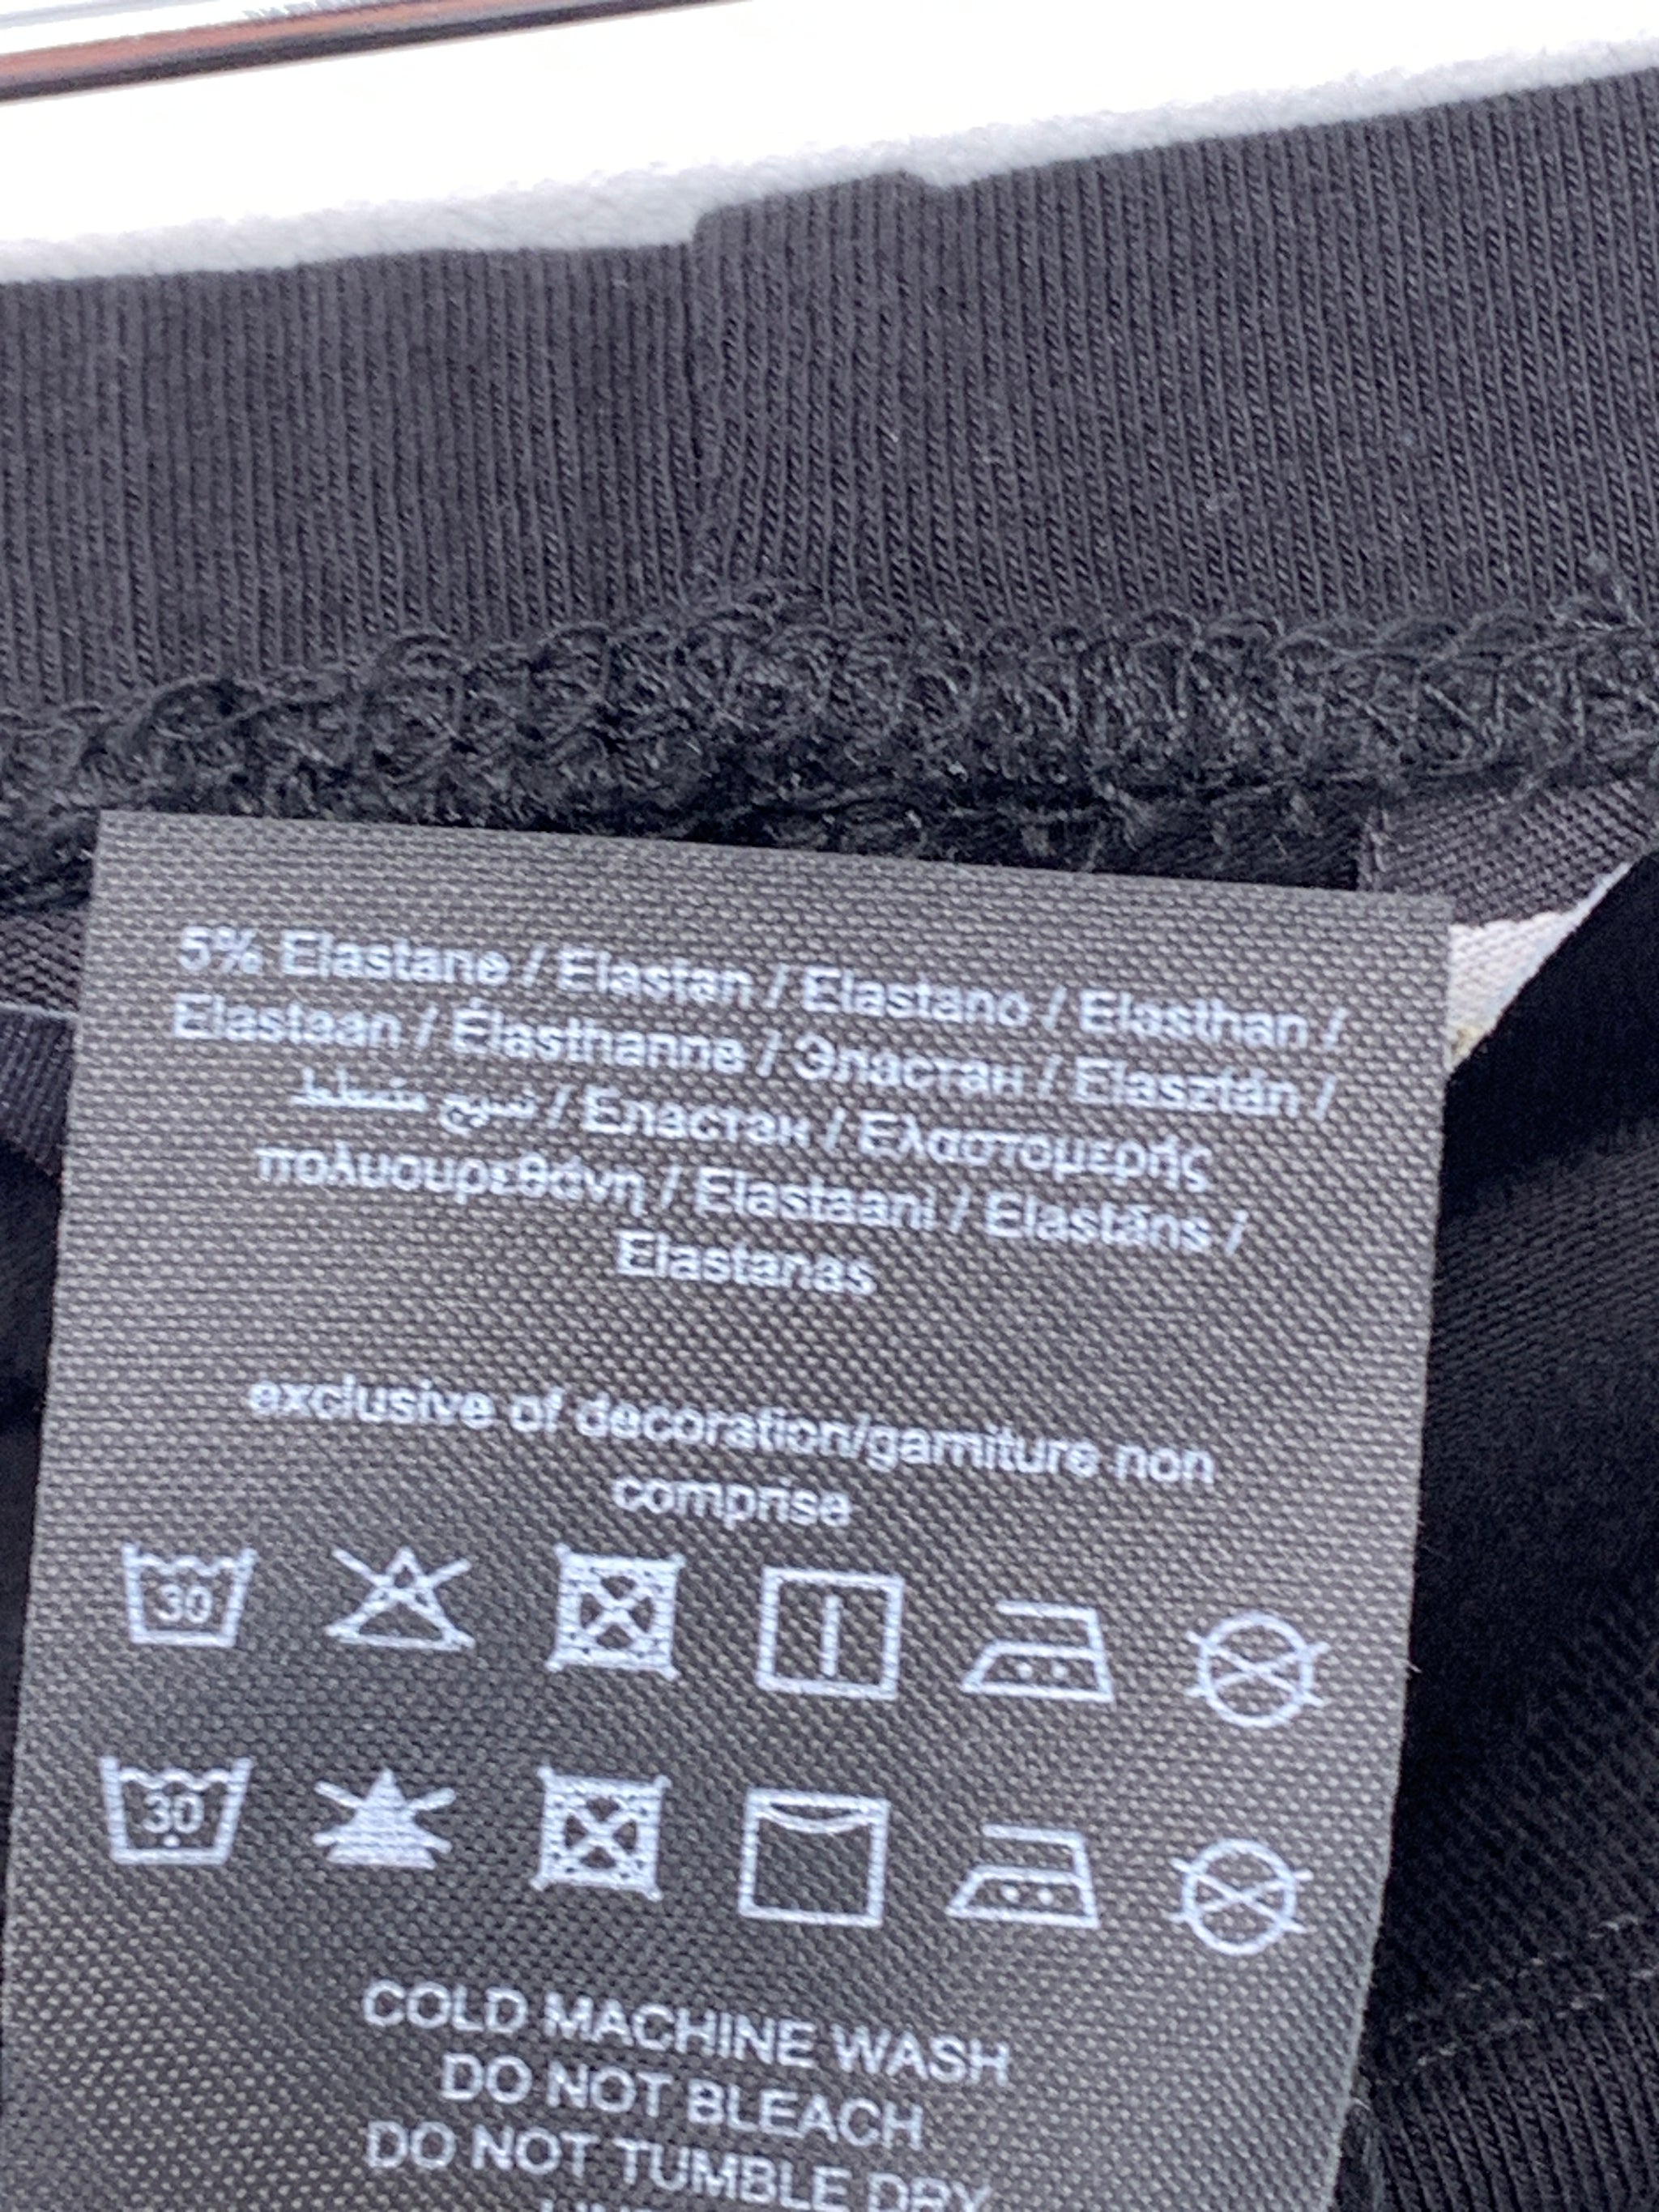 5% Elastane / Elastan / Elastano / Elasthan /
Elastaan / Élasthanne / Эластан / Elasztán /
نسيج مطط / Еластан / Ελαστομερής
πολυουρεθάνη / Elastaani / Elastāns /
Elastanas
exclusive of decoration/garniture non
comprise
30
30
COLD MACHINE WASH
DO NOT BLEACH
DO NOT TUMBLE DRY